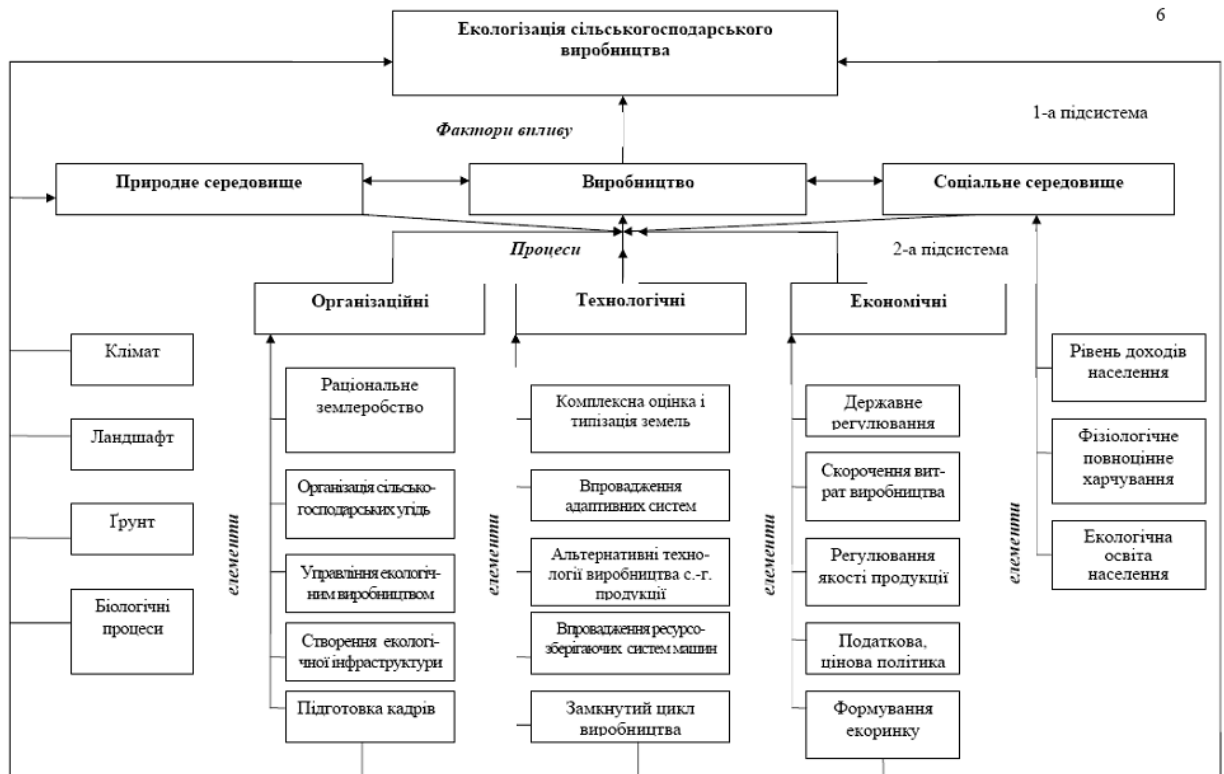 6
Екологізація сільськогосподарського
виробництва
Фактори впливу
1-а підсистема
Природне середовище
Виробництво
Соціальне середовище
Процеси
2-а підсистема
Організаційні
Технологічні
Економічні
Клімат
Ландшафт
Ґрунт
Біологічні
процеси
елементи
Раціональне
землеробство
Організація сільсько-
господарських угідь
Управління екологіч-
ним виробництвом
Створення екологі-
чної інфраструктури
Підготовка кадрів
елементи
Комплексна оцінка і
типізація земель
Впровадження
адаптивних систем
Альтернативні техно-
логії виробництва с.-г.
продукції
Впровадження ресурсо-
зберігаючих систем машин
Замкнутий цикл
виробництва
елементи
Державне
регулювання
Скорочення вит-
рат виробництва
Регулювання
якості продукції
Податкова,
цінова політика
Формування
екоринку
елементи
Рівень доходів
населення
Фізіологічне
повноцінне
харчування
Екологічна
освіта
населення